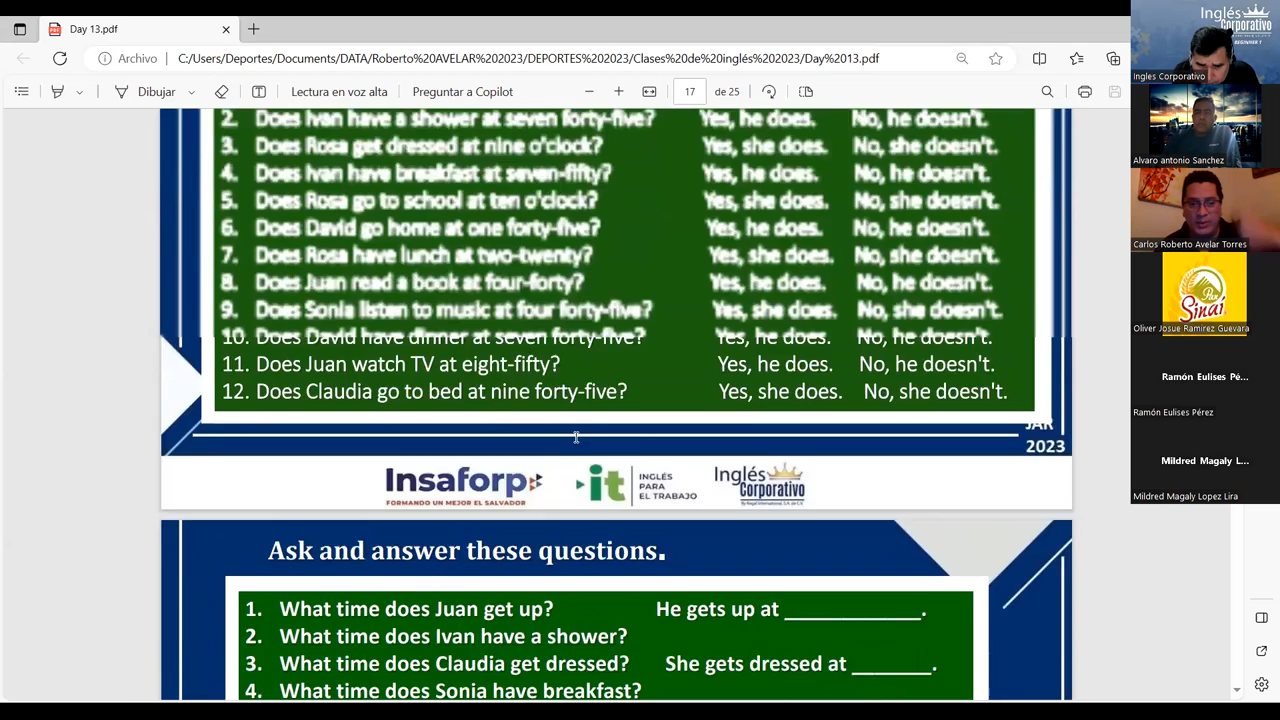 Day 13.pdf
Archivo
C:/Users/Deportes/Documents/DATA/Roberto%20AVELAR%202023/DEPORTES%202023/Clases%20de%20inglés%202023/Day%2013.pdf
Dibujar
Lectura en voz alta
Preguntar a Copilot
17
de 25
2. Does Ivan have a shower at seven forty-five? Yes, he does. No, he doesn't.
3. Does Rosa get dressed at nine o'clock? Yes, she does. No, she doesn't.
4. Does Ivan have breakfast at seven-fifty? Yes, he does. No, he doesn't.
5. Does Rosa go to school at ten o'clock? Yes, she does. No, she doesn't.
6. Does David go home at one forty-five? Yes, he does. No, he doesn't.
7. Does Rosa have lunch at two-twenty? Yes, she does. No, she doesn't.
8. Does Juan read a book at four-forty? Yes, he does. No, he doesn't.
9. Does Sonia listen to music at four forty-five? Yes, she does. No, she doesn't.
10. Does David have dinner at seven forty-five? Yes, he does. No, he doesn't.
11. Does Juan watch TV at eight-fifty? Yes, he does. No, he doesn't.
12. Does Claudia go to bed at nine forty-five? Yes, she does. No, she doesn't.
JAR
2023
Insaforp
FORMANDO UN MEJOR EL SALVADOR
it
INGLÉS
PARA
EL TRABAJO
Inglés
Corporativo
Ask and answer these questions.
1. What time does Juan get up? He gets up at _____________.
2. What time does Ivan have a shower?
3. What time does Claudia get dressed? She gets dressed at ________.
4. What time does Sonia have breakfast?
Inglés
Corporativo
BEGINNER 1
Ingles Corporativo
Alvaro antonio Sanchez
Carlos Roberto Avelar Torres
Pan
Sinaí
Oliver Josue Ramirez Guevara
Ramón Eulises Pé...
Ramón Eulises Pérez
Mildred Magaly L...
Mildred Magaly Lopez Lira